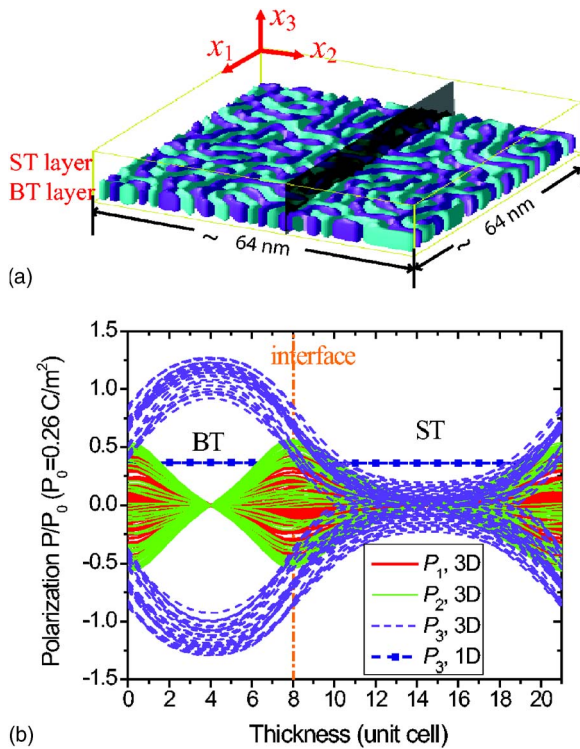 x3
x1
x2
ST layer
BT layer
~ 64 nm
~ 64 nm
(a)
1.5
1.0
0.5
0.0
-0.5
-1.0
-1.5
Polarization P/P0 (P0=0.26 C/m2)
interface
BT
ST
P1, 3D
P2, 3D
P3, 3D
P3, 1D
0 2 4 6 8 10 12 14 16 18 20
Thickness (unit cell)
(b)